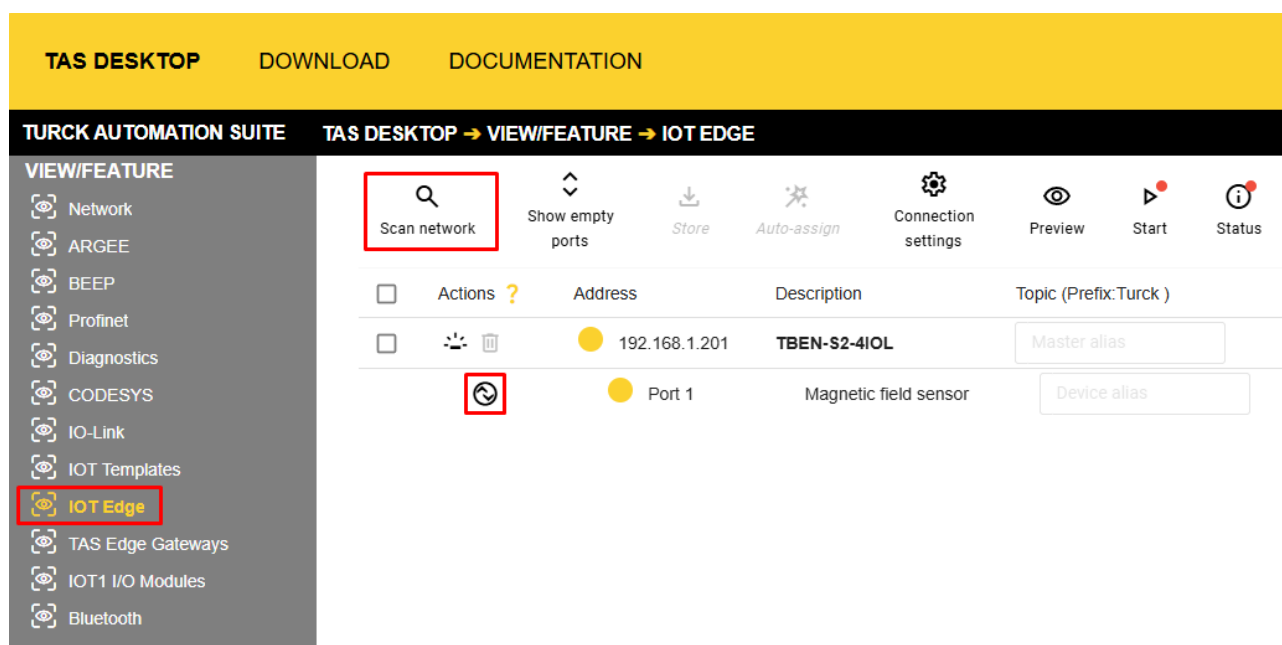 TAS DESKTOP DOWNLOAD DOCUMENTATION
TURCK AUTOMATION SUITE TAS DESKTOP ➔ VIEW/FEATURE ➔ IOT EDGE
VIEW/FEATURE
Network
ARGEE
BEEP
Profinet
Diagnostics
CODESYS
IO-Link
IOT Templates
IOT Edge
TAS Edge Gateways
IOT1 I/O Modules
Bluetooth
Scan network
Show empty
ports
Store
Auto-assign
Connection
settings
Preview
Start
Status
Actions ? Address Description Topic (Prefix:Turck )
192.168.1.201 TBEN-S2-4IOL Master alias
Port 1 Magnetic field sensor Device alias